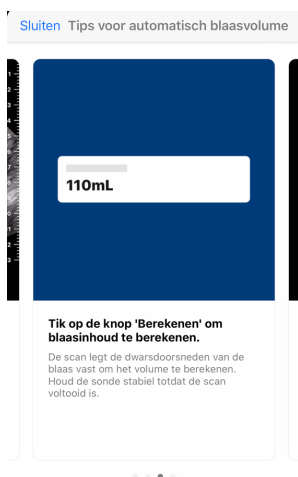 Sluiten Tips voor automatisch blaasvolume
110mL
Tik op de knop 'Berekenen' om
blaasinhoud te berekenen.
De scan legt de dwarsdoorsneden van de
blaas vast om het volume te berekenen.
Houd de sonde stabiel totdat de scan
voltooid is.